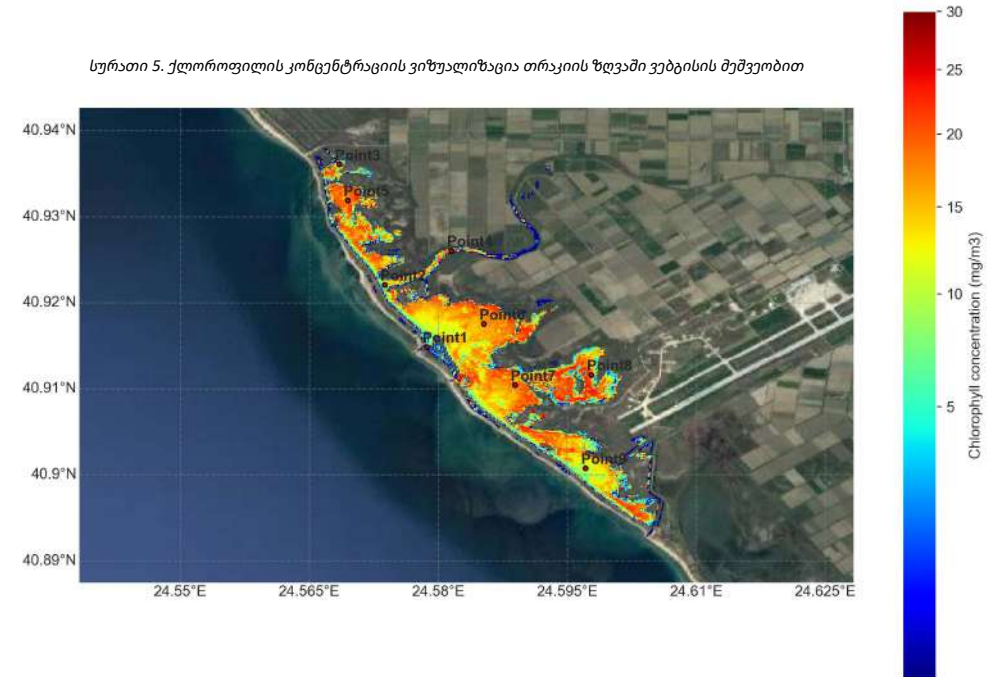 30
სურათი 5. ქლოროფილის კონცენტრაციის ვიზუალიზაცია თრაკიის ზღვაში ვებგისის მეშვეობით
25
40.94°N
20
Point3
Point5
15
40.93°N
Point4
Chlorophyll concentration (mg/m3)
10
40.92°N
Point6
Point1
40.91°N
Point7
Point8
5
40.9°N
Point9
40.89°N
24.55°E 24.565°E 24.58°E 24.595°E 24.61°E 24.625°E